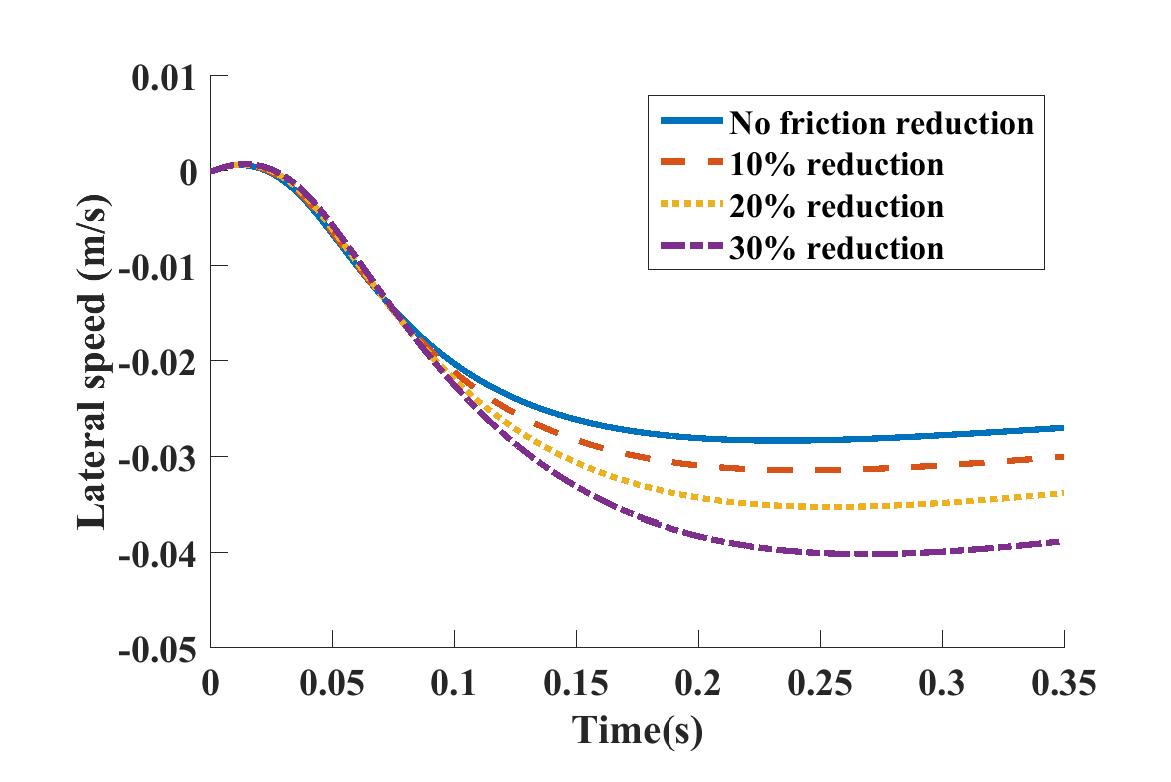 0.01
0
-0.01
-0.02
-0.03
-0.04
-0.05
Lateral speed (m/s)
No friction reduction
10% reduction
20% reduction
30% reduction
0 0.05 0.1 0.15 0.2 0.25 0.3 0.35
Time(s)